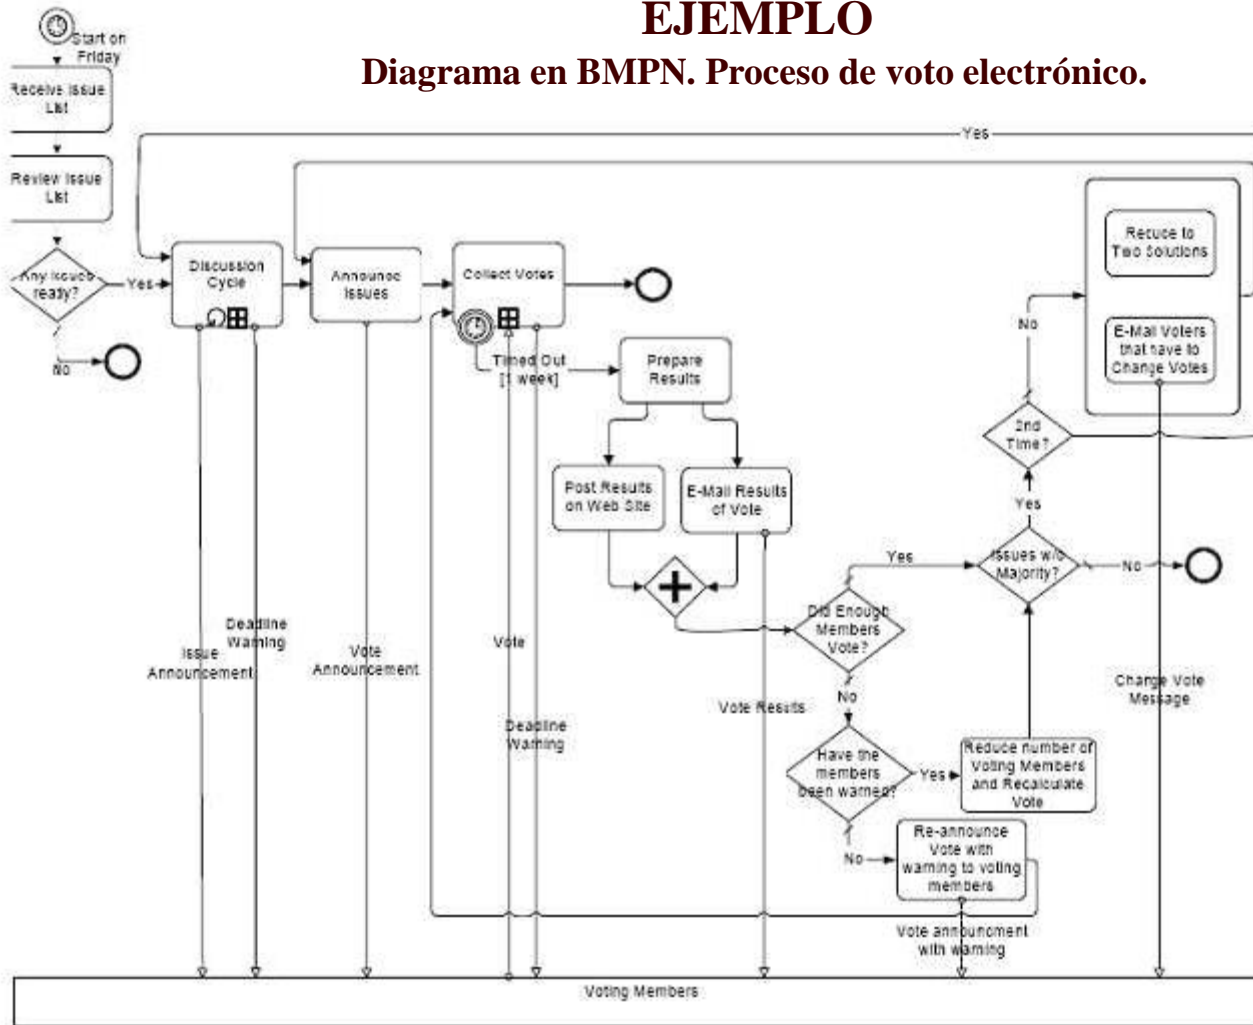 EJEMPLO
Diagrama en BMPN. Proceso de voto electrónico.
Start on
Friday
Receive Issue
List
Review Issue
List
Any Issues
ready?
Yes
No
Discussion
Cycle
Announce
Issues
Collect Votes
Timed Out
[1 week]
Prepare
Results
Post Results
on Web Site
E-Mail Results
of Vote
Did Enough
Members
Vote?
Yes
No
Have the
members
been warned?
Yes
No
Reduce number of
Voting Members
and Recalculate
Vote
Re-announce
Vote with
warning to voting
members
Issues w/o
Majority?
No
Yes
2nd
Time?
No
Yes
Reduce to
Two Solutions
E-Mail Voters
that have to
Change Votes
Issue
Announcement
Deadline
Warning
Vote
Announcement
Vote
Deadline
Warning
Vote Results
Vote announcment
with warning
Change Vote
Message
Voting Members